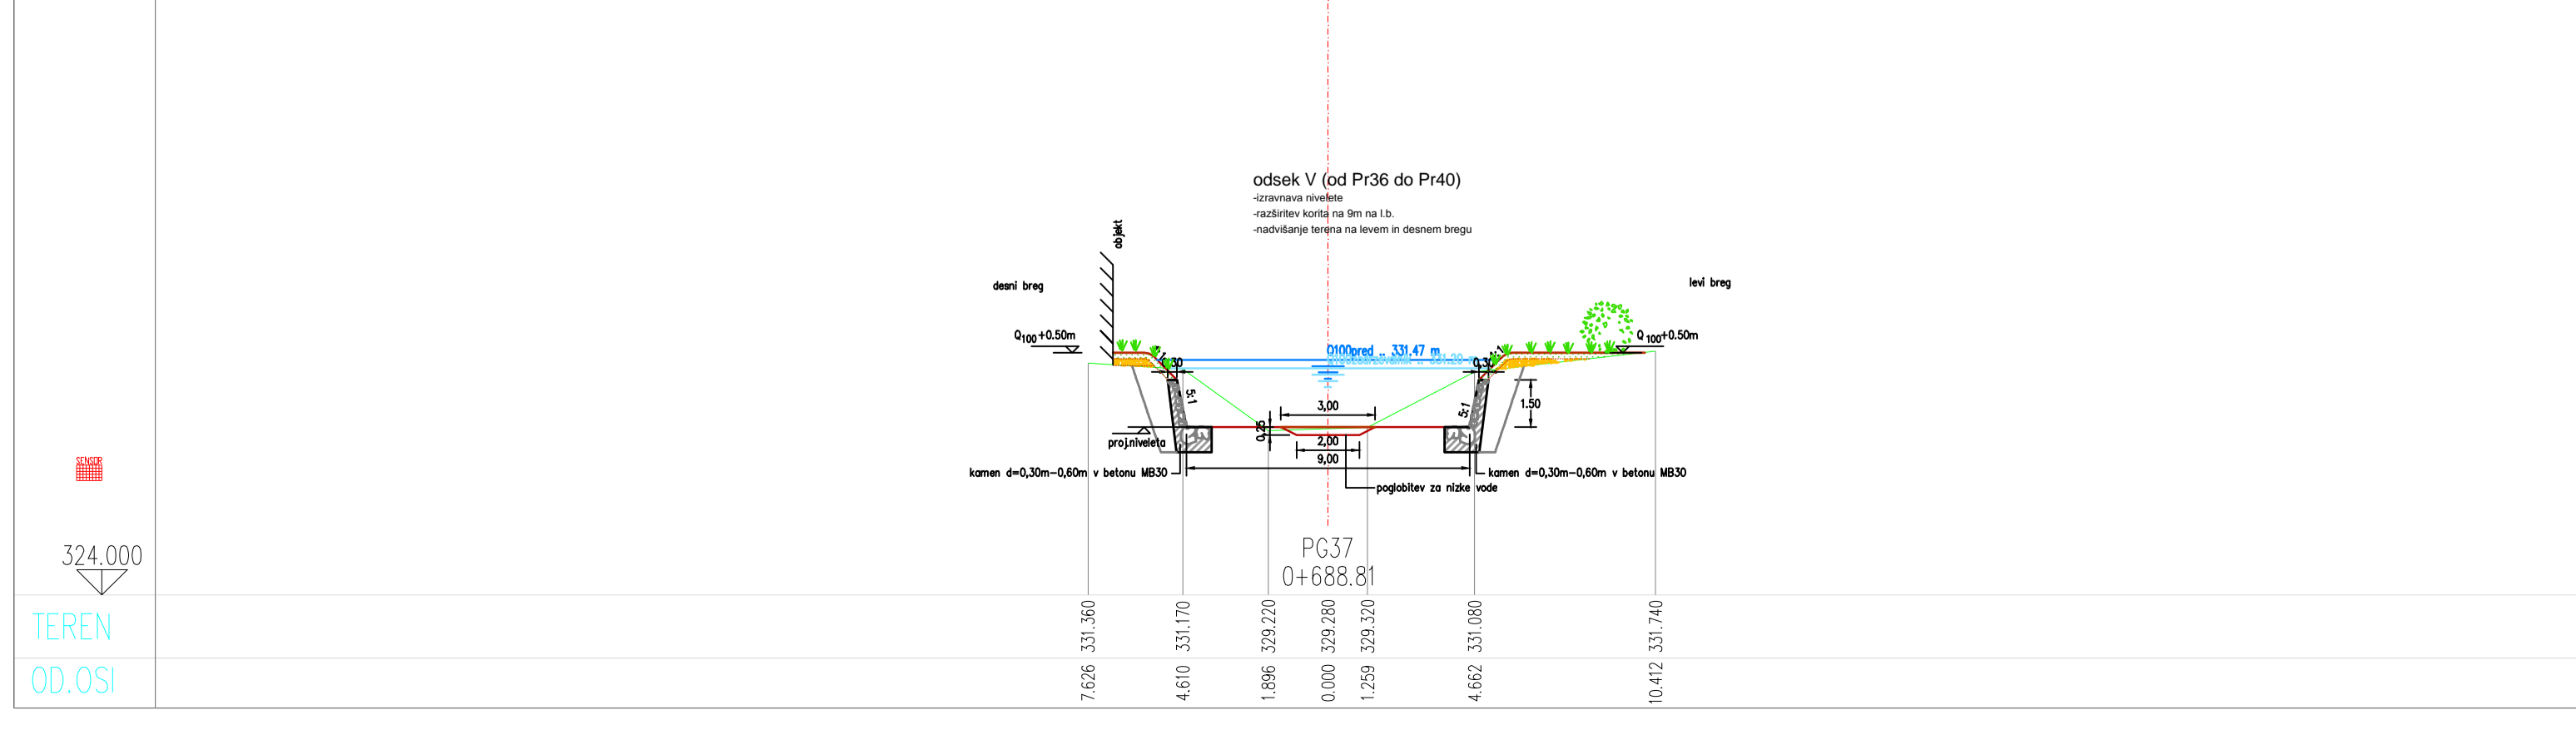 odsek V (od Pr36 do Pr40)
-izravnava nivelete
-razširitev korita na 9m na l.b.
-nadvišanje terena na levem in desnem bregu
objekt
desni breg
levi breg
Q100+0.50m
Q100+0.50m
Q100pred .. 331.47 m
331.20
5:1
5:1
3,00
0,25
1.50
2,00
9,00
proj.niveleta
kamen d=0,30m-0,60m v betonu MB30
kamen d=0,30m-0,60m v betonu MB30
poglobitev za nizke vode
SENSOR
324.000
PG37
0+688.81
TEREN
331.360 331.170 329.220 329.280 329.320 331.080 331.740
OD.OSI
7.626 4.610 1.896 0.000 1.259 4.662 10.412